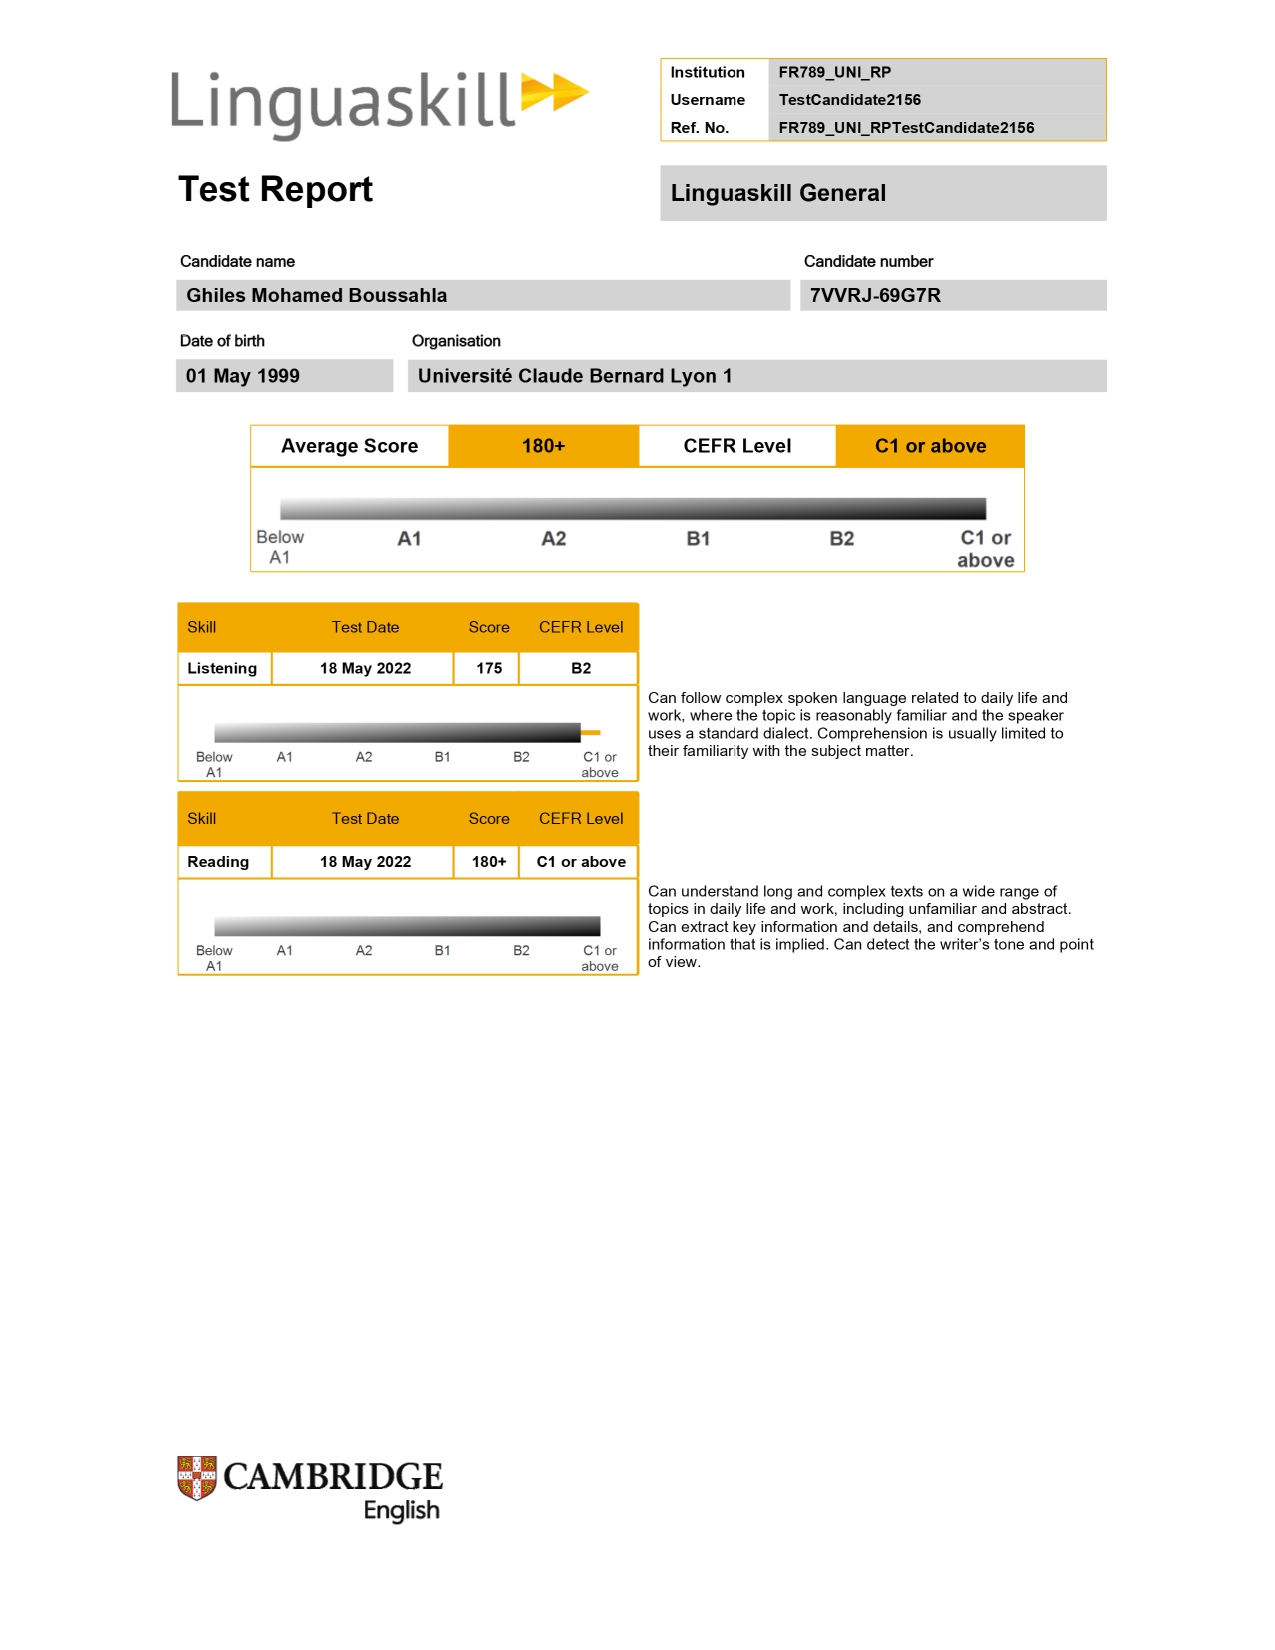 Linguaskill
Institution FR789_UNI_RP
Username TestCandidate2156
Ref. No. FR789_UNI_RPTestCandidate2156
Test Report
Linguaskill General
Candidate name Candidate number
Ghiles Mohamed Boussahla 7VVRJ-69G7R
Date of birth Organisation
01 May 1999 Université Claude Bernard Lyon 1
Average Score 180+ CEFR Level C1 or above
Below A1 A2 B1 B2 C1 or
A1 above
Skill Test Date Score CEFR Level
Listening 18 May 2022 175 B2
Can follow complex spoken language related to daily life and
work, where the topic is reasonably familiar and the speaker
uses a standard dialect. Comprehension is usually limited to
their familiarity with the subject matter.
Below A1 A2 B1 B2 C1 or
A1 above
Skill Test Date Score CEFR Level
Reading 18 May 2022 180+ C1 or above
Can understand long and complex texts on a wide range of
topics in daily life and work, including unfamiliar and abstract.
Can extract key information and details, and comprehend
information that is implied. Can detect the writer's tone and point
of view.
Below A1 A2 B1 B2 C1 or
A1 above
CAMBRIDGE
English